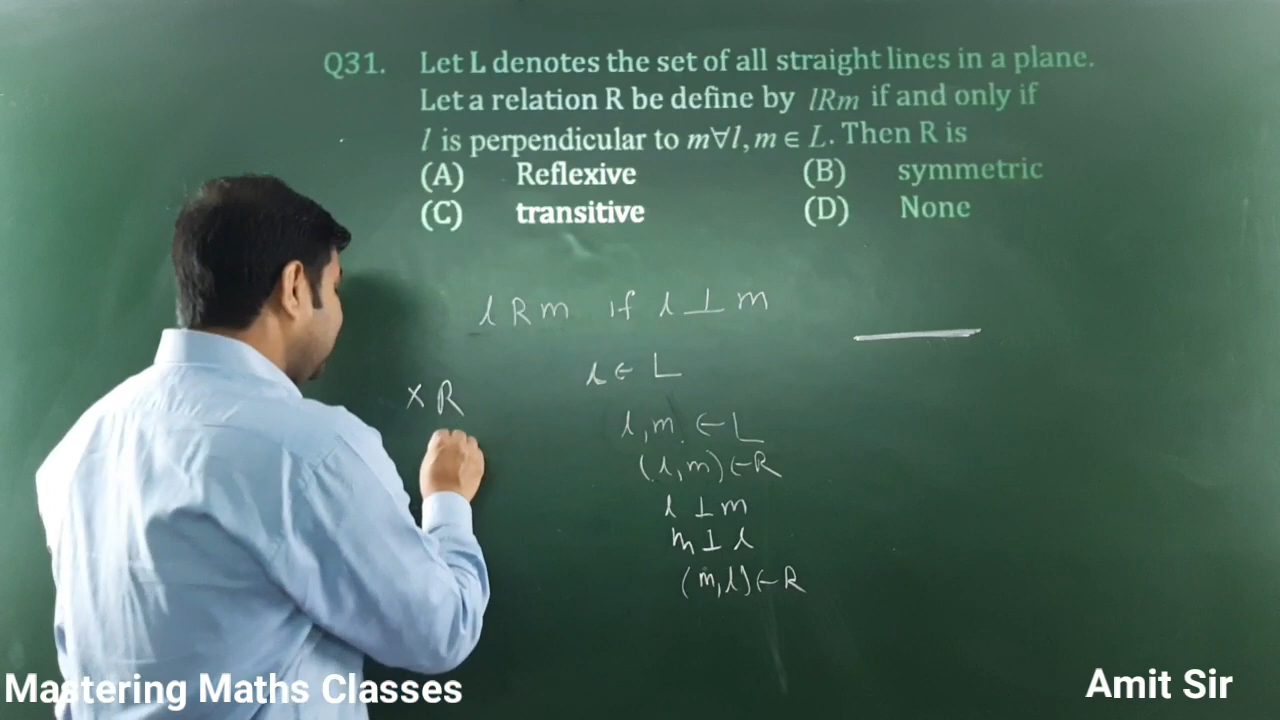 Q31. Let L denotes the set of all straight lines in a plane.
Let a relation R be define by lRm if and only if
l is perpendicular to m∀l, m ∈ L. Then R is
(A) Reflexive (B) symmetric
(C) transitive (D) None
l R m if l ⊥ m
l ∈ L
× R
l, m ∈ L
(l, m) ∈ R
l ⊥ m
m ⊥ l
(m, l) ∈ R
Mastering Maths Classes
Amit Sir